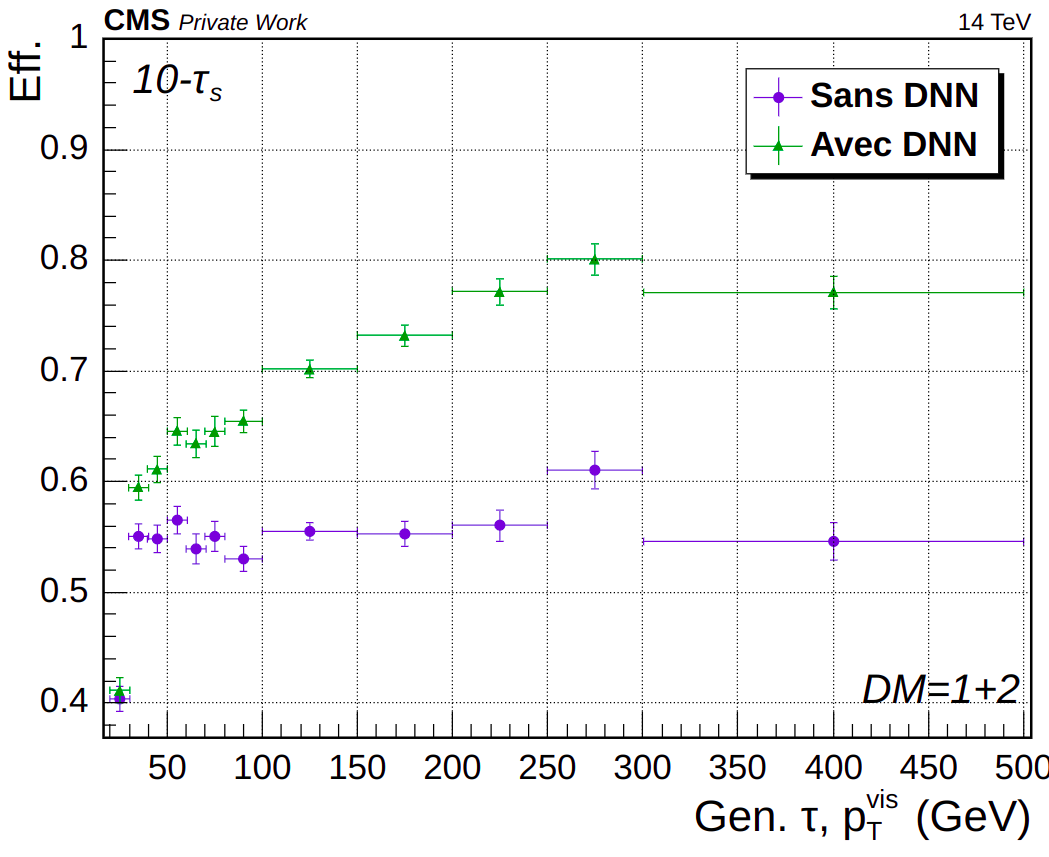 CMS Private Work
14 TeV
Eff.
10-τs
Sans DNN
Avec DNN
1
0.9
0.8
0.7
0.6
0.5
0.4
DM=1+2
50 100 150 200 250 300 350 400 450 500
Gen. τ, pTvis (GeV)